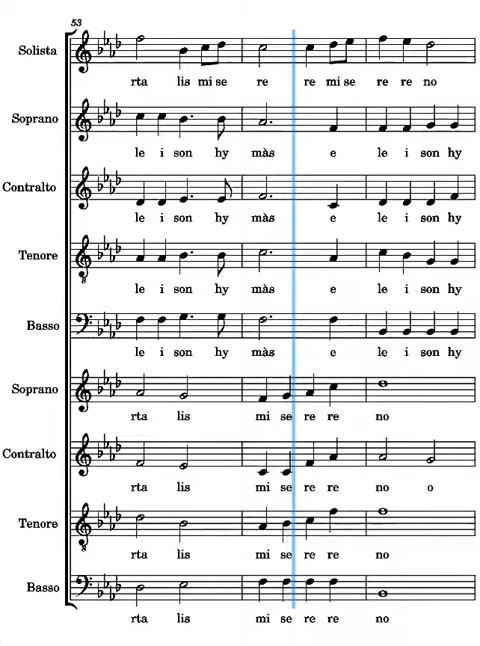 53
Solista
rta lis mi se re re mi se re re no
Soprano
le i son hy màs e le i son hy
Contralto
le i son hy màs e le i son hy
Tenore
le i son hy màs e le i son hy
Basso
le i son hy màs e le i son hy
Soprano
rta lis mi se re re no
Contralto
rta lis mi se re re no o
Tenore
rta lis mi se re re no
Basso
rta lis mi se re re no